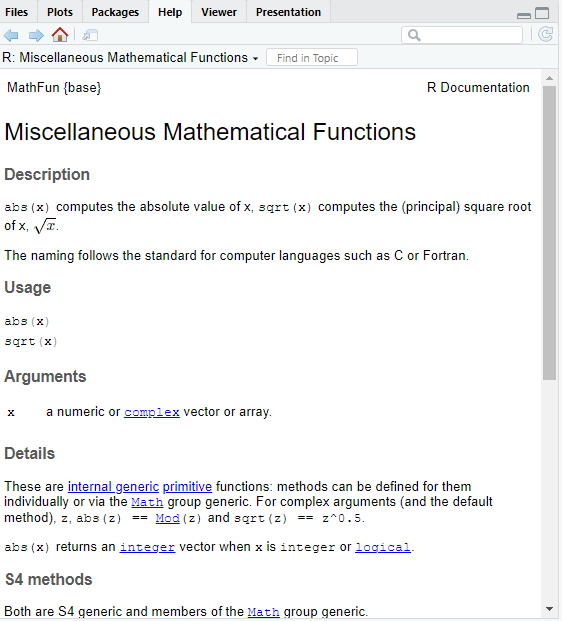 Files Plots Packages Help Viewer Presentation
R: Miscellaneous Mathematical Functions Find in Topic
MathFun {base} R Documentation
Miscellaneous Mathematical Functions
Description
abs(x) computes the absolute value of x, sqrt(x) computes the (principal) square root
of x, √x.
The naming follows the standard for computer languages such as C or Fortran.
Usage
abs(x)
sqrt(x)
Arguments
x a numeric or complex vector or array.
Details
These are internal generic primitive functions: methods can be defined for them
individually or via the Math group generic. For complex arguments (and the default
method), z, abs(z) == Mod(z) and sqrt(z) == z^0.5.
abs(x) returns an integer vector when x is integer or logical.
S4 methods
Both are S4 generic and members of the Math group generic.